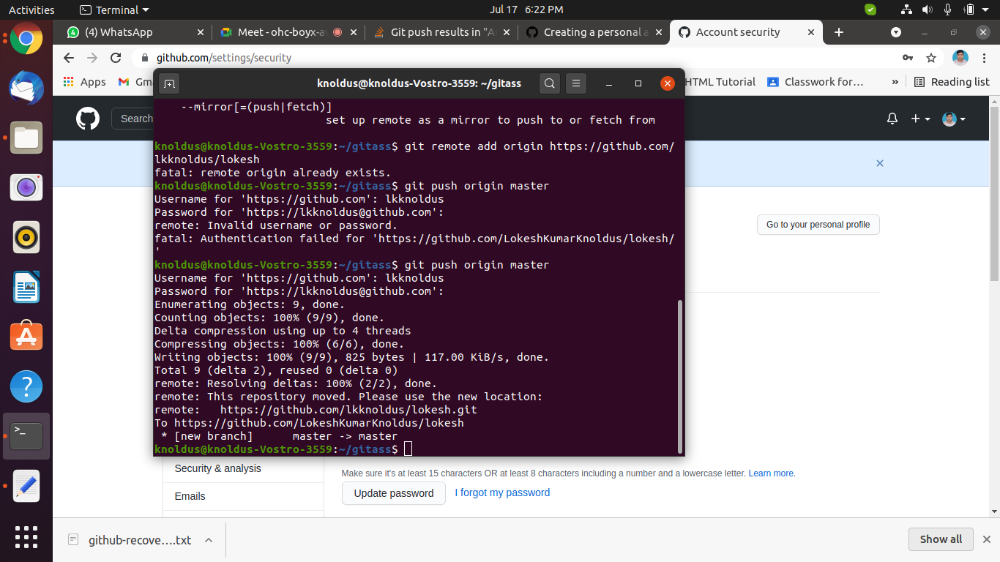 Activities
Terminal
Jul 17 6:22 PM
(4) WhatsApp
Meet - ohc-boyx-a
Git push results in "A
Creating a personal a
Account security
github.com/settings/security
Apps
Gm
HTML Tutorial
Classwork for…
»
Reading list
knoldus@knoldus-Vostro-3559: ~/gitass
Search
--mirror[=(push|fetch)]
set up remote as a mirror to push to or fetch from
knoldus@knoldus-Vostro-3559:~/gitass$ git remote add origin https://github.com/
lkknoldus/lokesh
fatal: remote origin already exists.
knoldus@knoldus-Vostro-3559:~/gitass$ git push origin master
Username for 'https://github.com': lkknoldus
Password for 'https://lkknoldus@github.com':
remote: Invalid username or password.
fatal: Authentication failed for 'https://github.com/LokeshKumarKnoldus/lokesh/
'
knoldus@knoldus-Vostro-3559:~/gitass$ git push origin master
Username for 'https://github.com': lkknoldus
Password for 'https://lkknoldus@github.com':
Enumerating objects: 9, done.
Counting objects: 100% (9/9), done.
Delta compression using up to 4 threads
Compressing objects: 100% (6/6), done.
Writing objects: 100% (9/9), 825 bytes | 117.00 KiB/s, done.
Total 9 (delta 2), reused 0 (delta 0)
remote: Resolving deltas: 100% (2/2), done.
remote: This repository moved. Please use the new location:
remote:   https://github.com/lkknoldus/lokesh.git
To https://github.com/LokeshKumarKnoldus/lokesh
 * [new branch]      master -> master
knoldus@knoldus-Vostro-3559:~/gitass$
Go to your personal profile
Security & analysis
Emails
Make sure it's at least 15 characters OR at least 8 characters including a number and a lowercase letter. Learn more.
Update password
I forgot my password
github-recove….txt
Show all